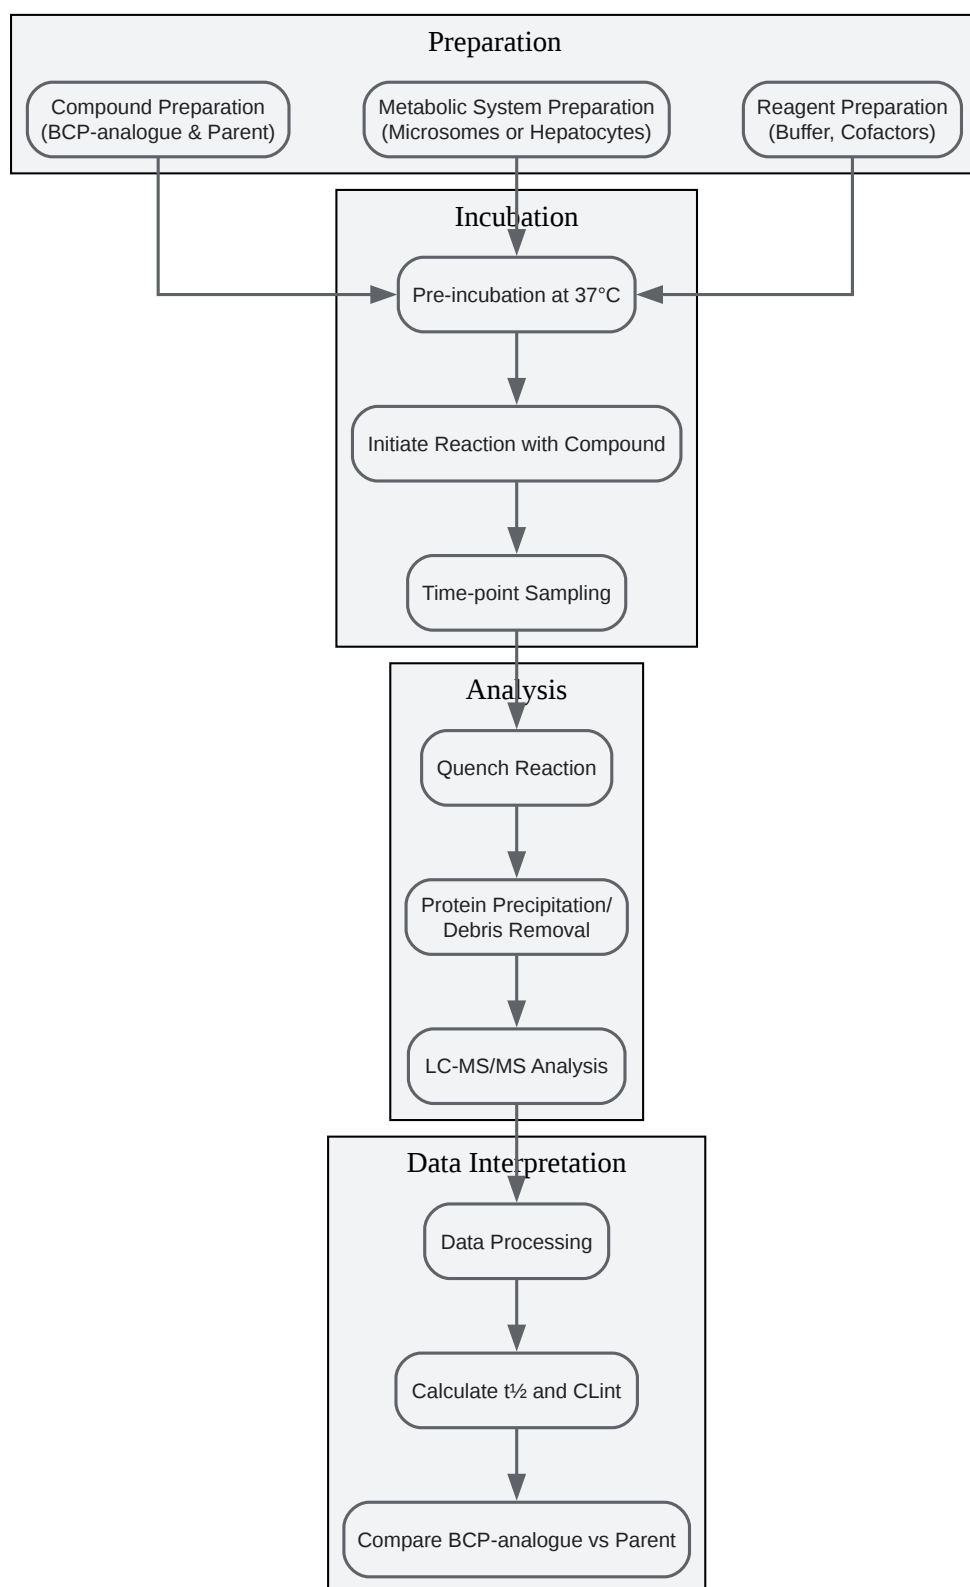 Preparation
Compound Preparation
(BCP-analogue & Parent)
Metabolic System Preparation
(Microsomes or Hepatocytes)
Reagent Preparation
(Buffer, Cofactors)
Incubation
Pre-incubation at 37°C
Initiate Reaction with Compound
Time-point Sampling
Analysis
Quench Reaction
Protein Precipitation/
Debris Removal
LC-MS/MS Analysis
Data Interpretation
Data Processing
Calculate t½ and CLint
Compare BCP-analogue vs Parent